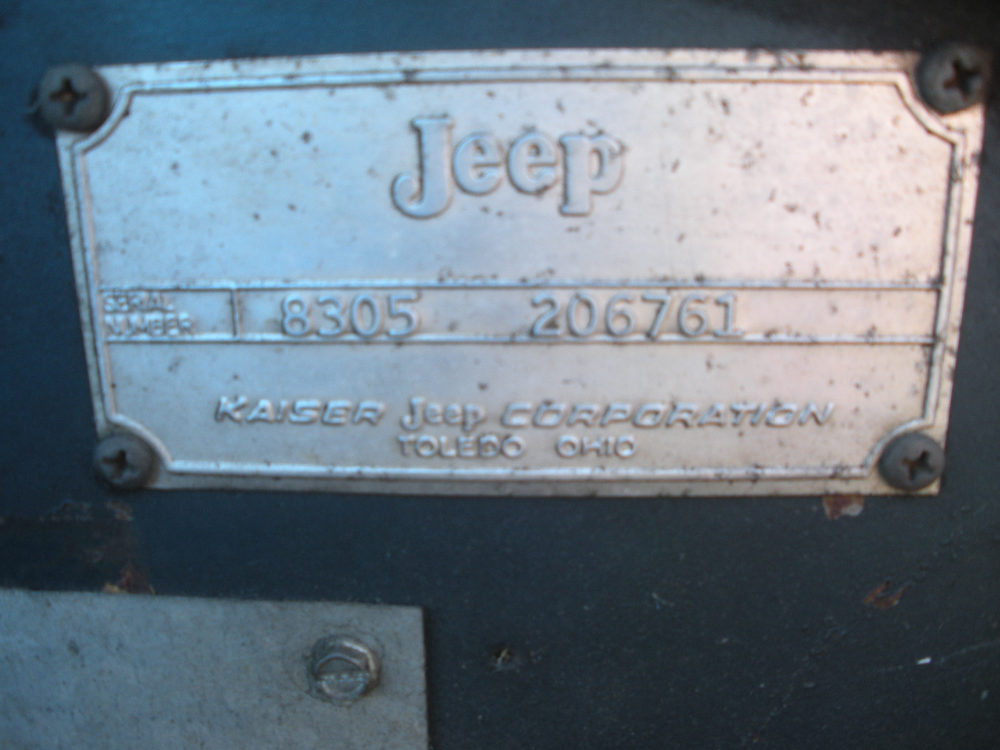 Jeep
SERIAL
NUMBER
8305 206761
KAISER Jeep CORPORATION
TOLEDO OHIO